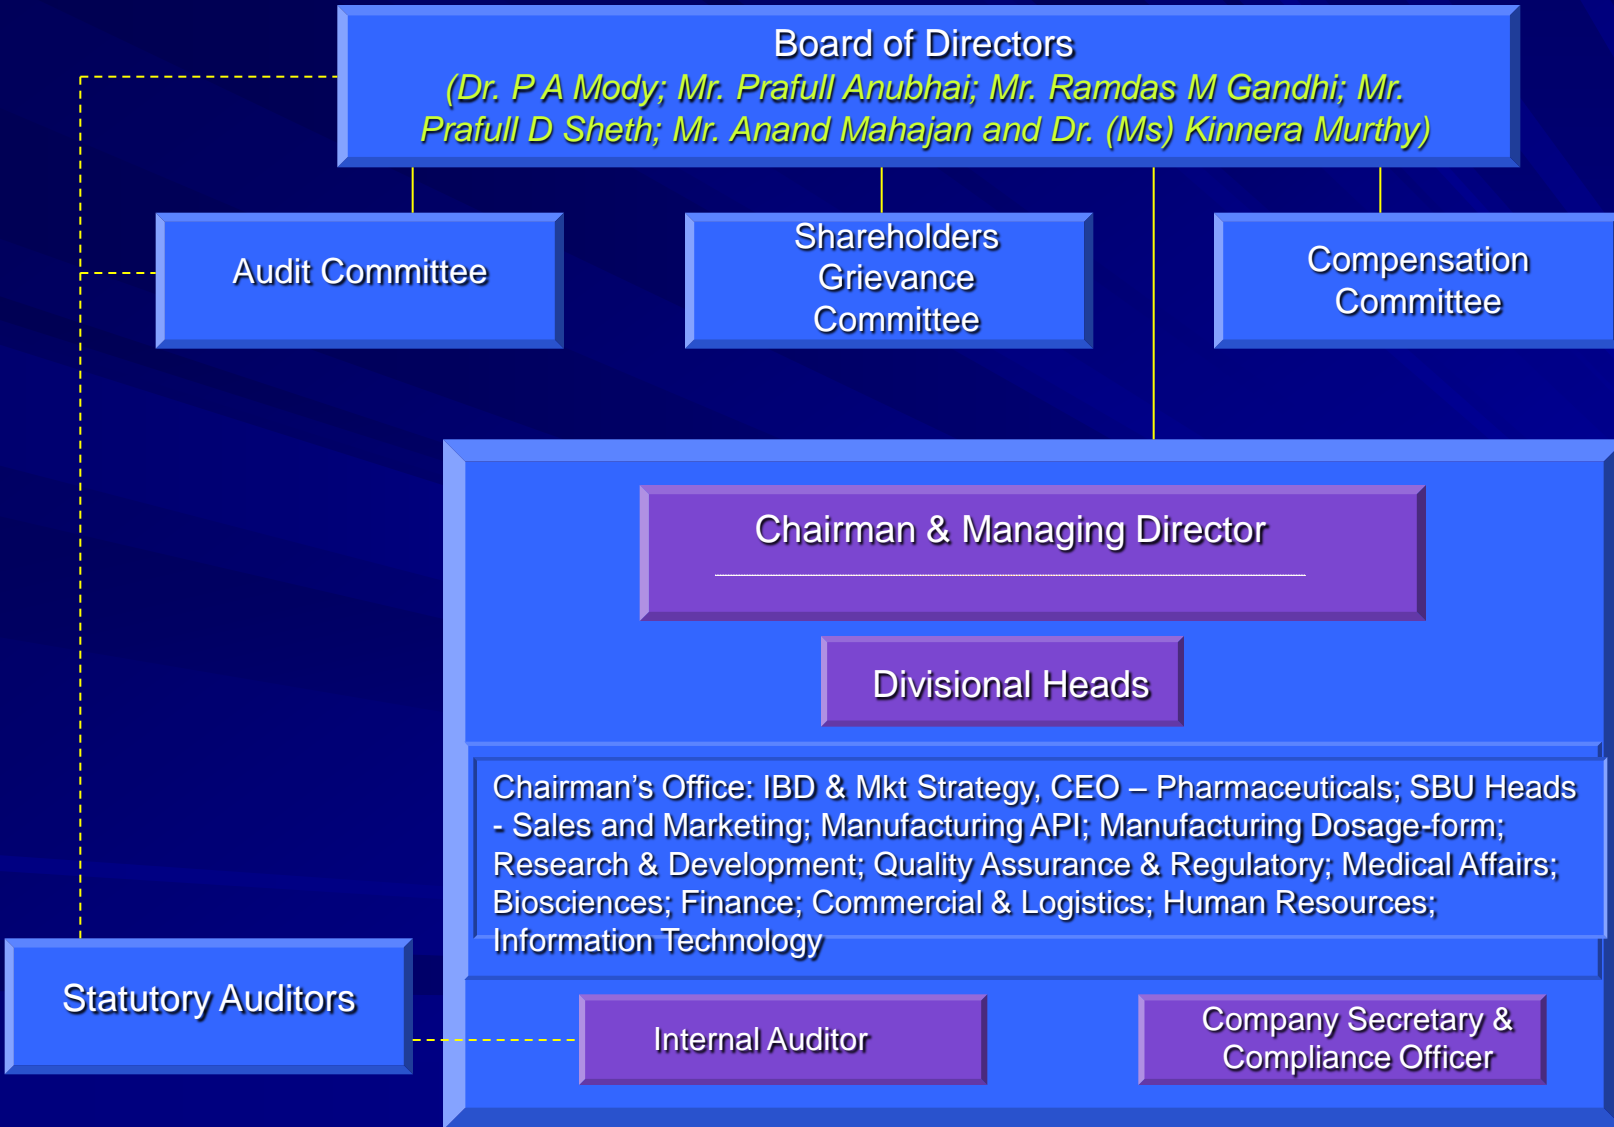 Board of Directors
(Dr. P A Mody; Mr. Prafull Anubhai; Mr. Ramdas M Gandhi; Mr.
Prafull D Sheth; Mr. Anand Mahajan and Dr. (Ms) Kinnera Murthy)
Audit Committee
Shareholders
Grievance
Committee
Compensation
Committee
Chairman & Managing Director
Divisional Heads
Chairman’s Office: IBD & Mkt Strategy, CEO – Pharmaceuticals; SBU Heads
- Sales and Marketing; Manufacturing API; Manufacturing Dosage-form;
Research & Development; Quality Assurance & Regulatory; Medical Affairs;
Biosciences; Finance; Commercial & Logistics; Human Resources;
Information Technology
Statutory Auditors
Internal Auditor
Company Secretary &
Compliance Officer